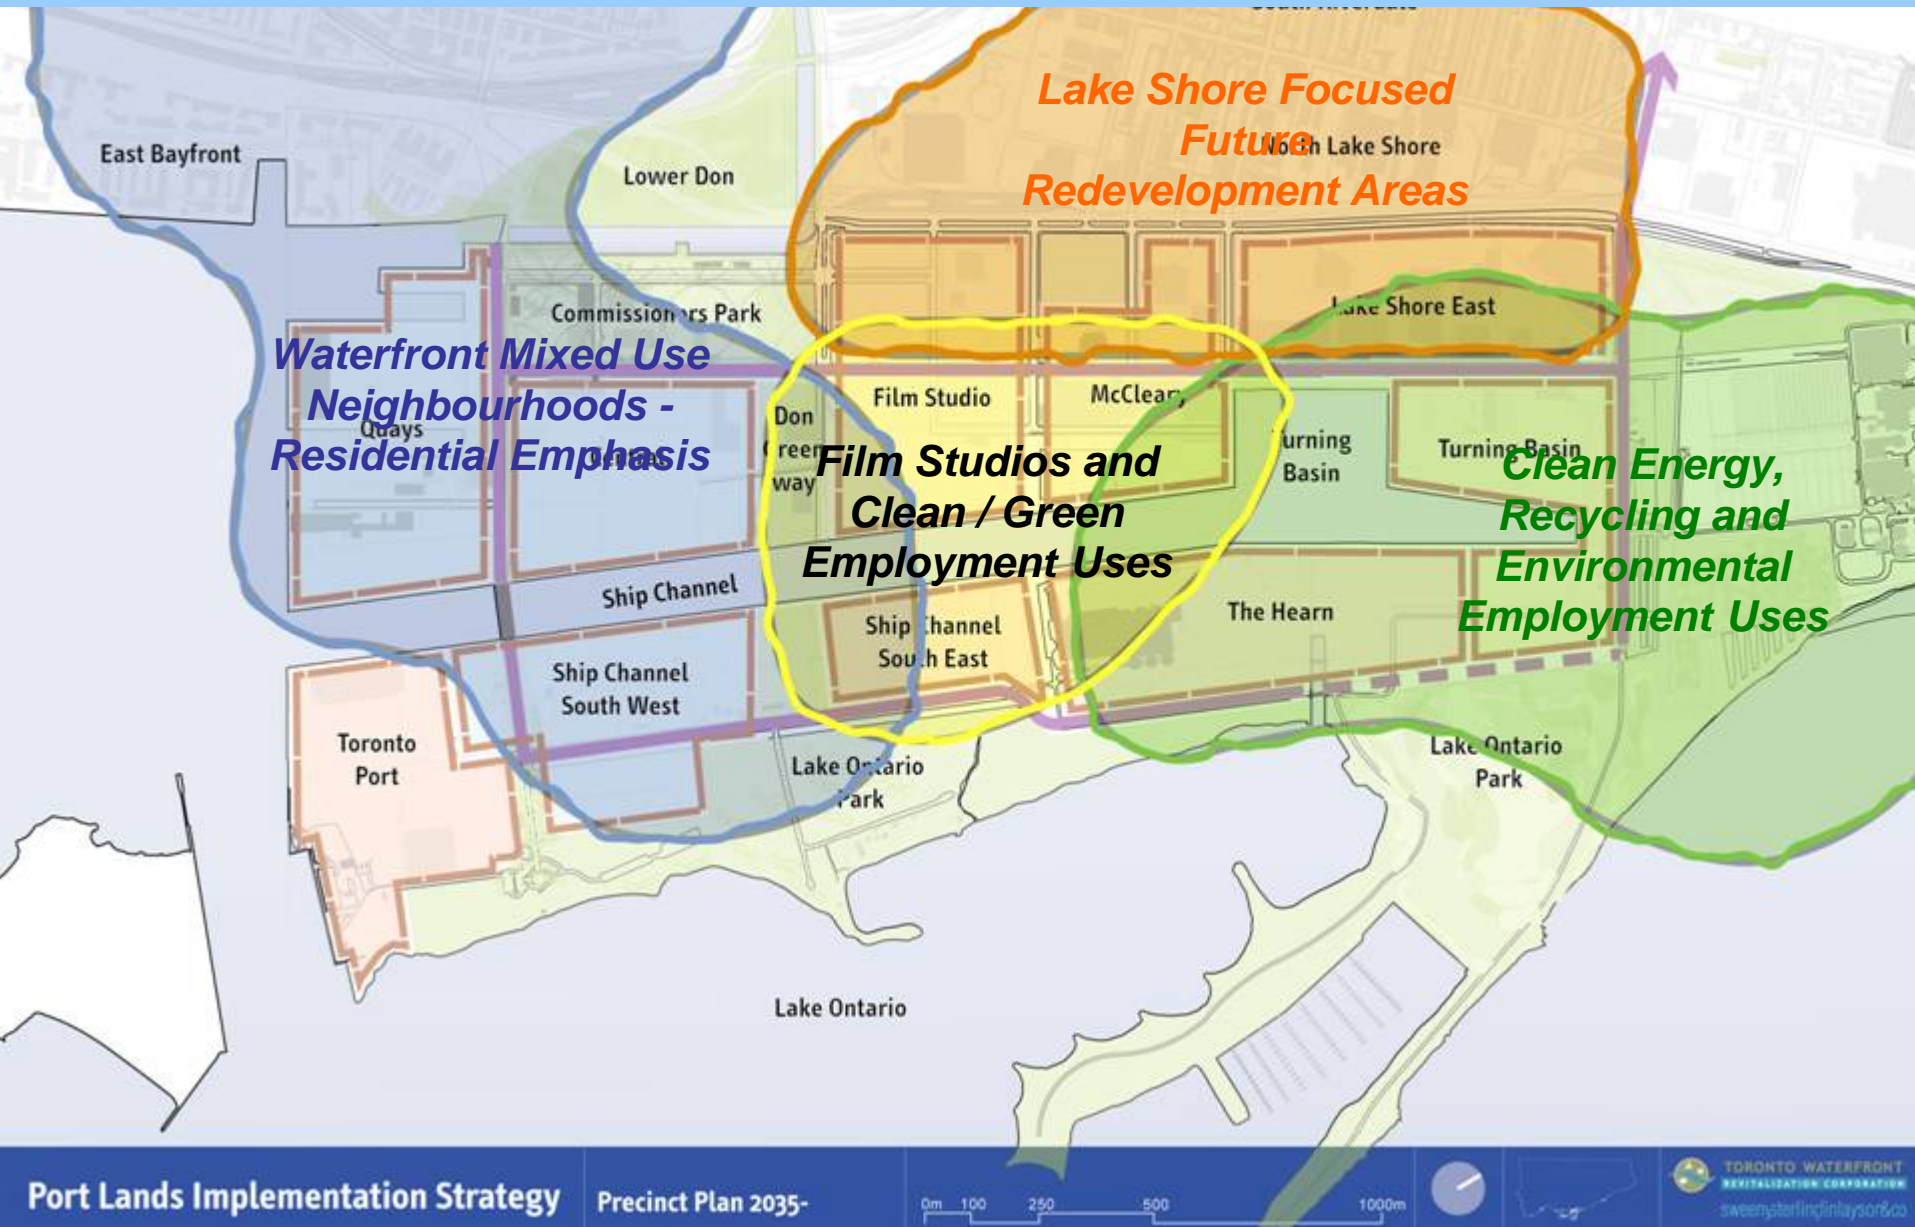 Lake Shore Focused
Future
Redevelopment Areas
North Lake Shore
East Bayfront
Lower Don
Commissioners Park
Lake Shore East
Waterfront Mixed Use
Neighbourhoods -
Residential Emphasis
Quays
Don
Green
way
Film Studio
McCleary
Turning
Basin
Turning Basin
Film Studios and
Clean / Green
Employment Uses
Clean Energy,
Recycling and
Environmental
Employment Uses
Ship Channel
Ship Channel
South East
The Hearn
Ship Channel
South West
Toronto
Port
Lake Ontario
Park
Lake Ontario
Park
Lake Ontario
Port Lands Implementation Strategy
Precinct Plan 2035-
0m 100 250 500 1000m
TORONTO WATERFRONT
REVITALIZATION CORPORATION
sweenysterlingfinlayson&co